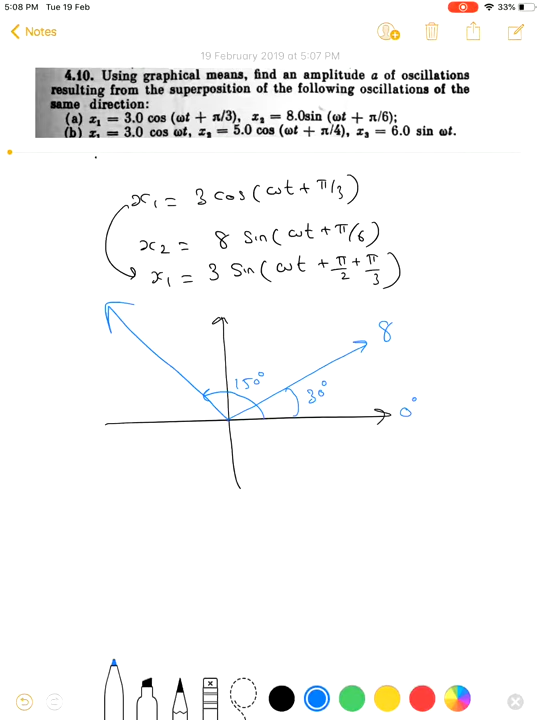 5:08 PM Tue 19 Feb
33%
Notes
19 February 2019 at 5:07 PM
4.10. Using graphical means, find an amplitude a of oscillations
resulting from the superposition of the following oscillations of the
same direction:
(a) x₁ = 3.0 cos (ωt + π/3), x₂ = 8.0sin (ωt + π/6);
(b) x₁ = 3.0 cos ωt, x₂ = 5.0 cos (ωt + π/4), x₃ = 6.0 sin ωt.
x₁ = 3 cos(ωt + π/3)
x₂ = 8 sin(ωt + π/6)
x₁ = 3 sin(ωt + π/2 + π/3)
8
150°
30°
0°